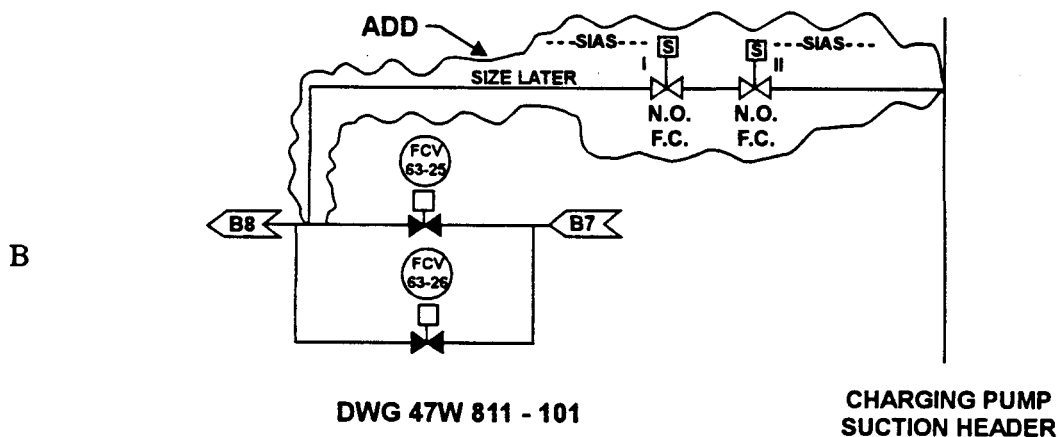 ADD
---SIAS---
S
S
---SIAS---
I
II
SIZE LATER
N.O.
F.C.
N.O.
F.C.
FCV
63-25
B8
B7
B
FCV
63-26
DWG 47W 811 - 101
CHARGING PUMP
SUCTION HEADER